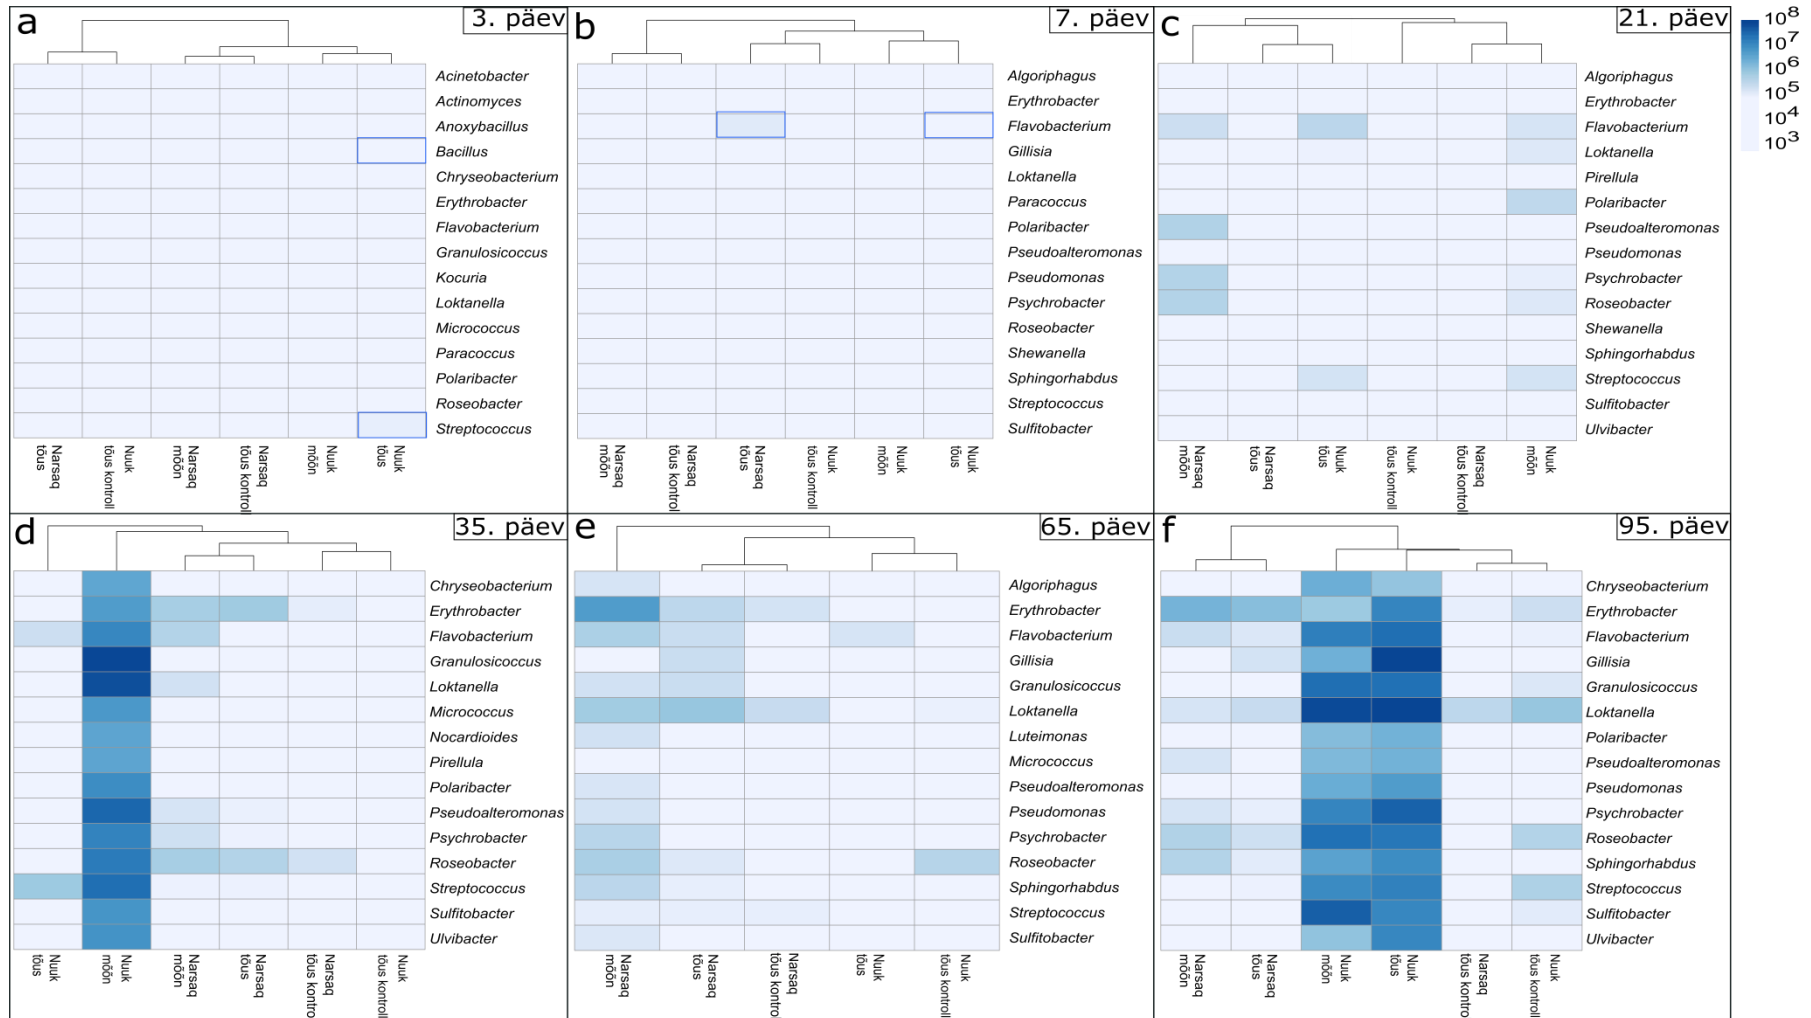 a
3. päev
Acinetobacter
Actinomyces
Anoxybacillus
Bacillus
Chryseobacterium
Erythrobacter
Flavobacterium
Granulosicoccus
Kocuria
Loktanella
Micrococcus
Paracoccus
Polaribacter
Roseobacter
Streptococcus
Narsaq
tõus
Nuuk
tõus kontroll
Narsaq
mõõn
Narsaq
tõus kontroll
Nuuk
mõõn
Nuuk
tõus
b
7. päev
Algoriphagus
Erythrobacter
Flavobacterium
Gillisia
Loktanella
Paracoccus
Polaribacter
Pseudoalteromonas
Pseudomonas
Psychrobacter
Roseobacter
Shewanella
Sphingorhabdus
Streptococcus
Sulfitobacter
Narsaq
mõõn
Narsaq
tõus kontroll
Narsaq
tõus
Nuuk
tõus kontroll
Nuuk
mõõn
Nuuk
tõus
c
21. päev
Algoriphagus
Erythrobacter
Flavobacterium
Loktanella
Pirellula
Polaribacter
Pseudoalteromonas
Pseudomonas
Psychrobacter
Roseobacter
Shewanella
Sphingorhabdus
Streptococcus
Sulfitobacter
Ulvibacter
Narsaq
mõõn
Narsaq
tõus
Nuuk
tõus
Nuuk
tõus kontroll
Narsaq
tõus kontroll
Nuuk
mõõn
10⁸
10⁷
10⁶
10⁵
10⁴
10³
d
35. päev
Chryseobacterium
Erythrobacter
Flavobacterium
Granulosicoccus
Loktanella
Micrococcus
Nocardioides
Pirellula
Polaribacter
Pseudoalteromonas
Psychrobacter
Roseobacter
Streptococcus
Sulfitobacter
Ulvibacter
Nuuk
tõus
Nuuk
mõõn
Narsaq
mõõn
Narsaq
tõus
Narsaq
tõus kontro
Nuuk
tõus kontroll
e
65. päev
Algoriphagus
Erythrobacter
Flavobacterium
Gillisia
Granulosicoccus
Loktanella
Luteimonas
Micrococcus
Pseudoalteromonas
Pseudomonas
Psychrobacter
Roseobacter
Sphingorhabdus
Streptococcus
Sulfitobacter
Narsaq
mõõn
Narsaq
tõus
Narsaq
tõus kontrol
Nuuk
tõus
Nuuk
tõus kontroll
f
95. päev
Chryseobacterium
Erythrobacter
Flavobacterium
Gillisia
Granulosicoccus
Loktanella
Polaribacter
Pseudoalteromonas
Pseudomonas
Psychrobacter
Roseobacter
Sphingorhabdus
Streptococcus
Sulfitobacter
Ulvibacter
Narsaq
mõõn
Narsaq
tõus
Nuuk
mõõn
Nuuk
tõus
Narsaq
tõus kontro
Nuuk
tõus kontroll